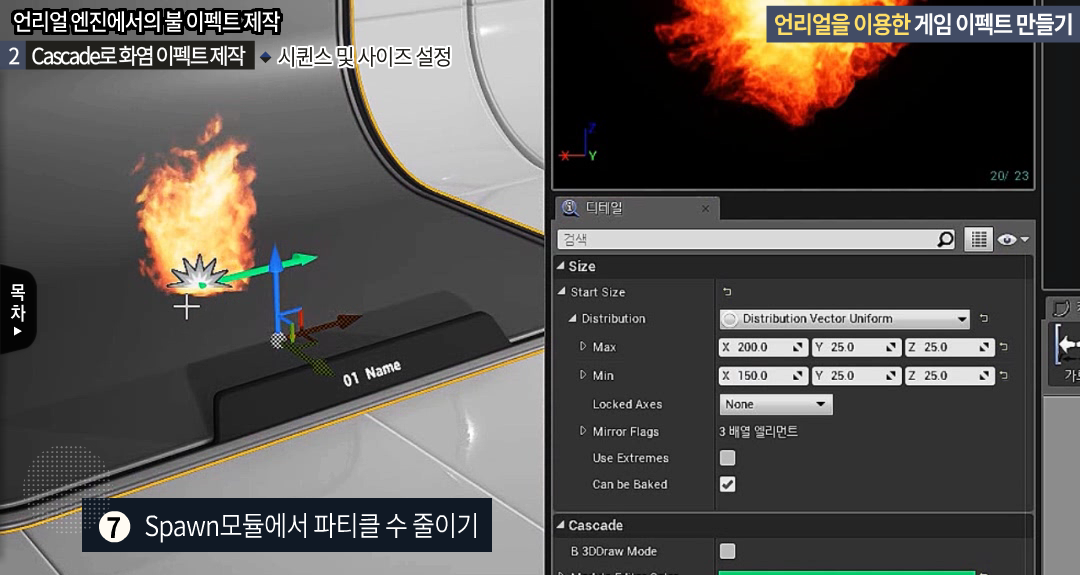 언리얼 엔진에서의 불 이펙트 제작
언리얼을 이용한 게임 이펙트 만들기
2 Cascade로 화염 이펙트 제작 ◆ 시퀀스 및 사이즈 설정
목차
01 Name
⑦ Spawn모듈에서 파티클 수 줄이기
Z
X Y
20/ 23
디테일 ×
검색
Size
Start Size
Distribution Distribution Vector Uniform
Max X 200.0 Y 25.0 Z 25.0
Min X 150.0 Y 25.0 Z 25.0
Locked Axes None
Mirror Flags 3 배열 엘리먼트
Use Extremes
Can be Baked
Cascade
B 3DDraw Mode